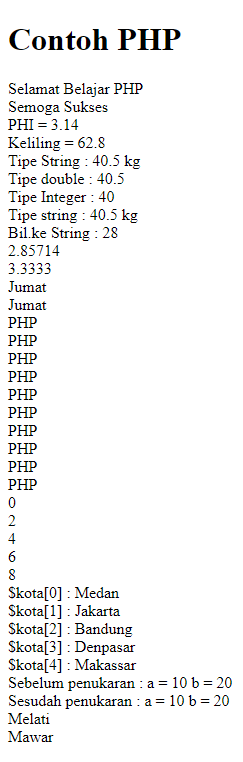 Contoh PHP
Selamat Belajar PHP
Semoga Sukses
PHI = 3.14
Keliling = 62.8
Tipe String : 40.5 kg
Tipe double : 40.5
Tipe Integer : 40
Tipe string : 40.5 kg
Bil.ke String : 28
2.85714
3.3333
Jumat
Jumat
PHP
PHP
PHP
PHP
PHP
PHP
PHP
PHP
PHP
PHP
0
2
4
6
8
$kota[0] : Medan
$kota[1] : Jakarta
$kota[2] : Bandung
$kota[3] : Denpasar
$kota[4] : Makassar
Sebelum penukaran : a = 10 b = 20
Sesudah penukaran : a = 10 b = 20
Melati
Mawar